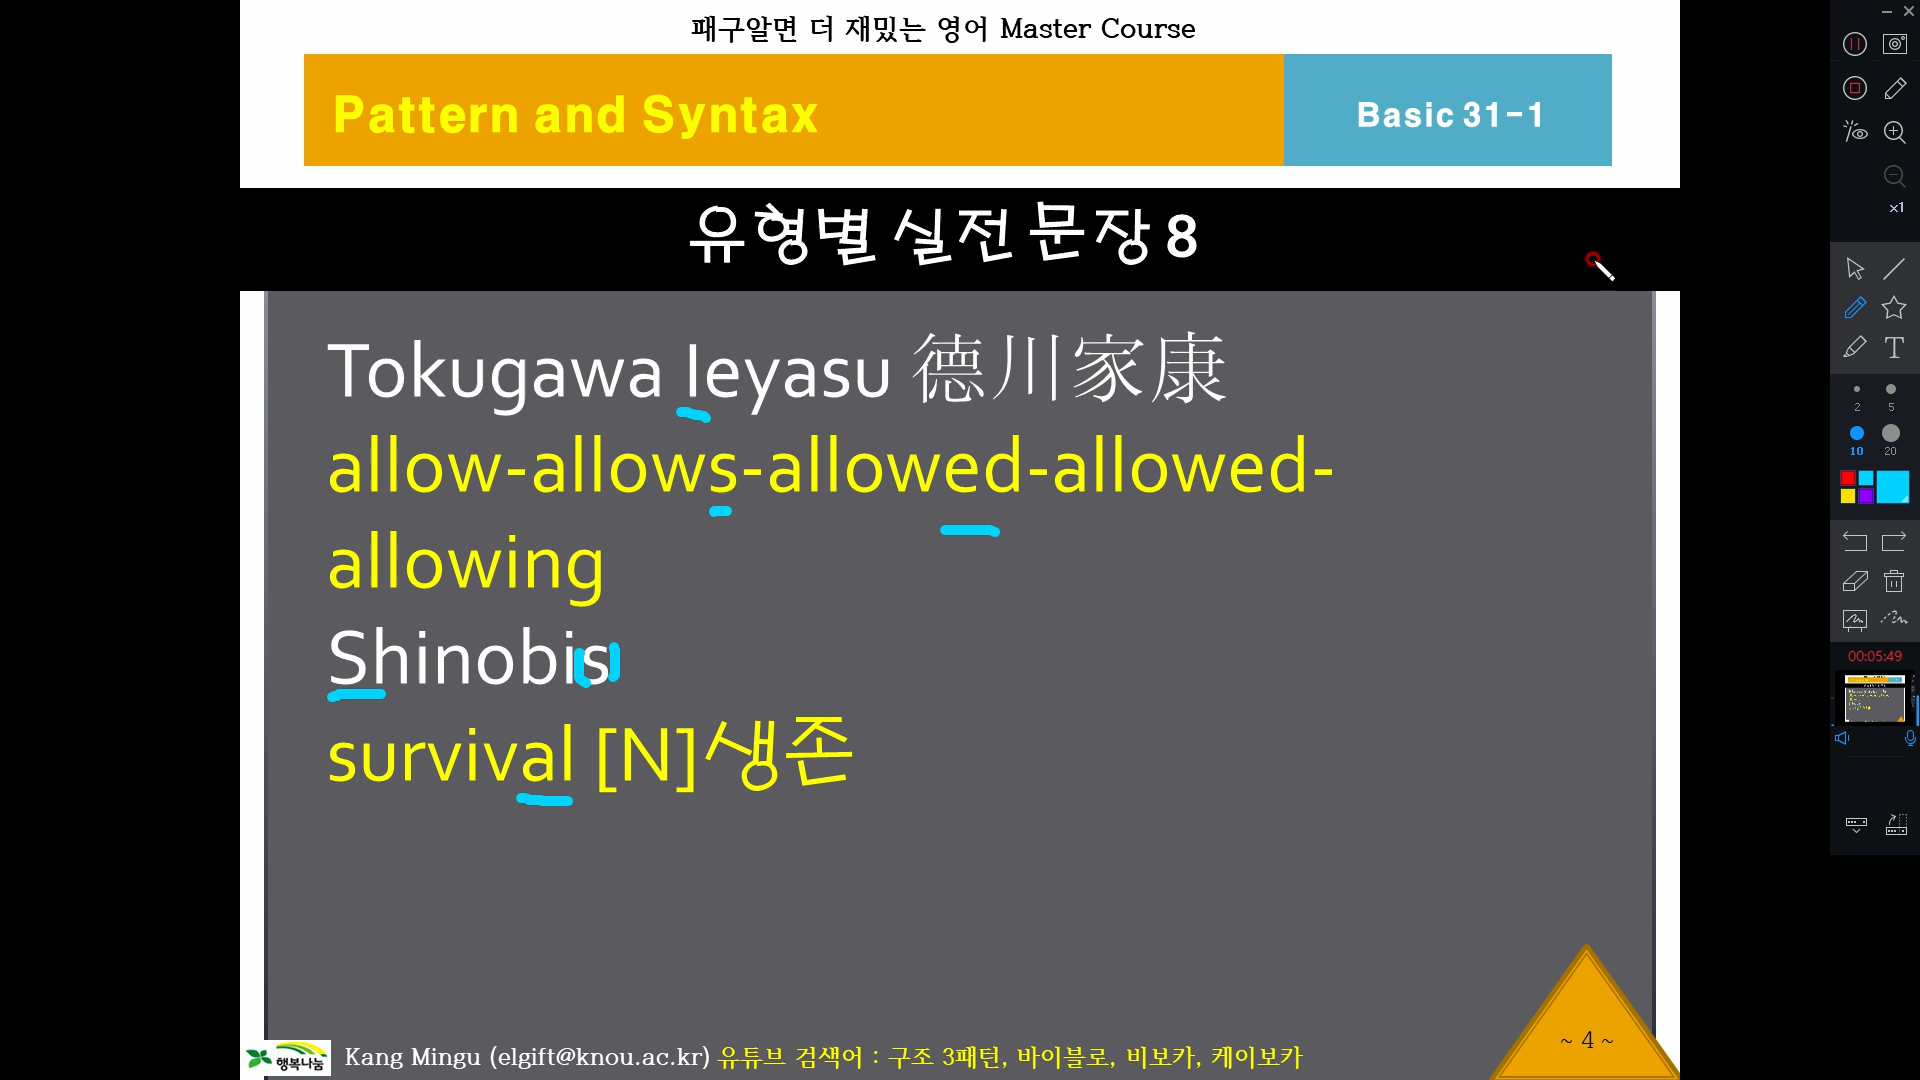 패구알면 더 재밌는 영어 Master Course
Pattern and Syntax
Basic 31-1
유형별 실전 문장 8
Tokugawa Ieyasu 德川家康
allow-allows-allowed-allowed-
allowing
Shinobis
survival [N]생존
~ 4 ~
행복나눔
Kang Mingu (elgift@knou.ac.kr) 유튜브 검색어 : 구조 3패턴, 바이블로, 비보카, 케이보카
x1
T
2
5
10
20
00:05:49